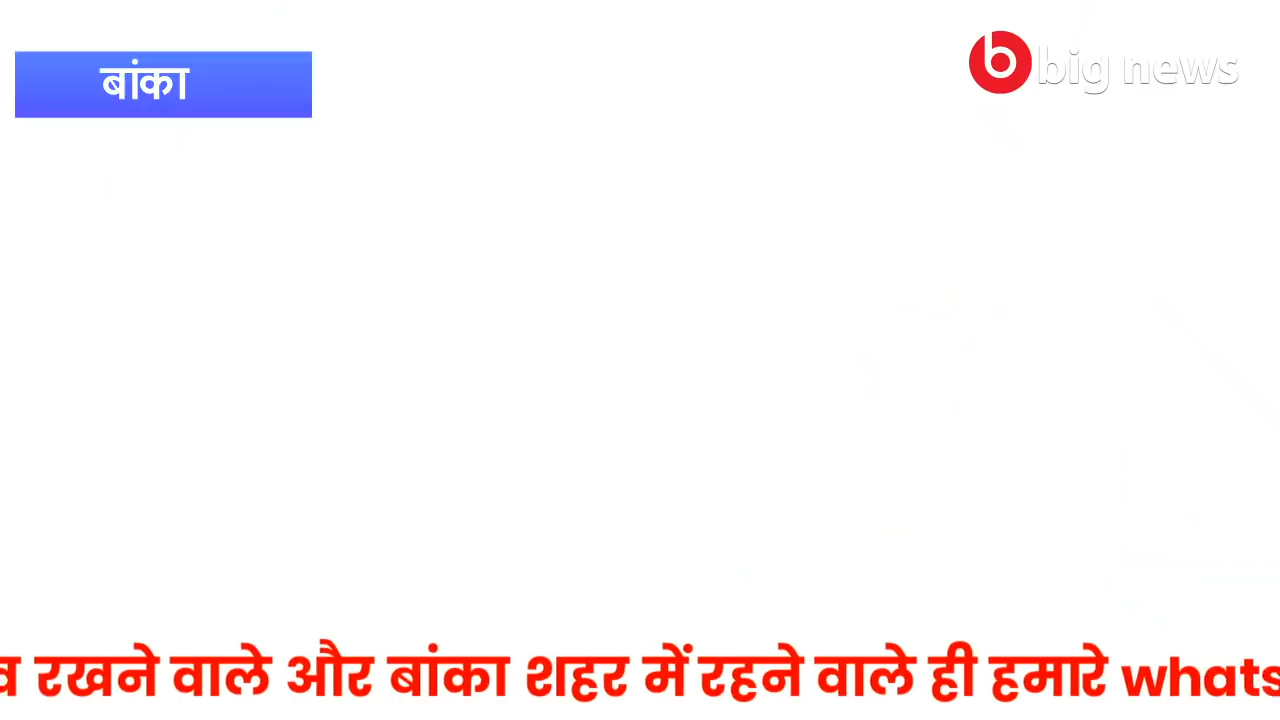 बांका
big news
रखने वाले और बांका शहर में रहने वाले ही हमारे whats